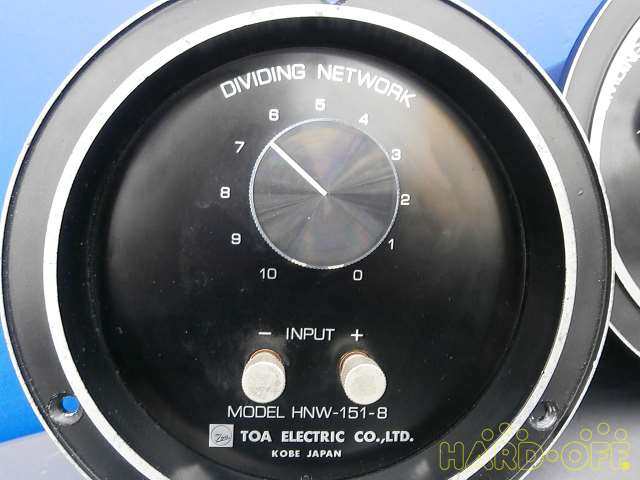 DIVIDING NETWORK
5
6 4
7 3
8 2
9 1
10 0
− INPUT +
MODEL HNW-151-8
TOA ELECTRIC CO.,LTD.
KOBE JAPAN
HARD-OFF